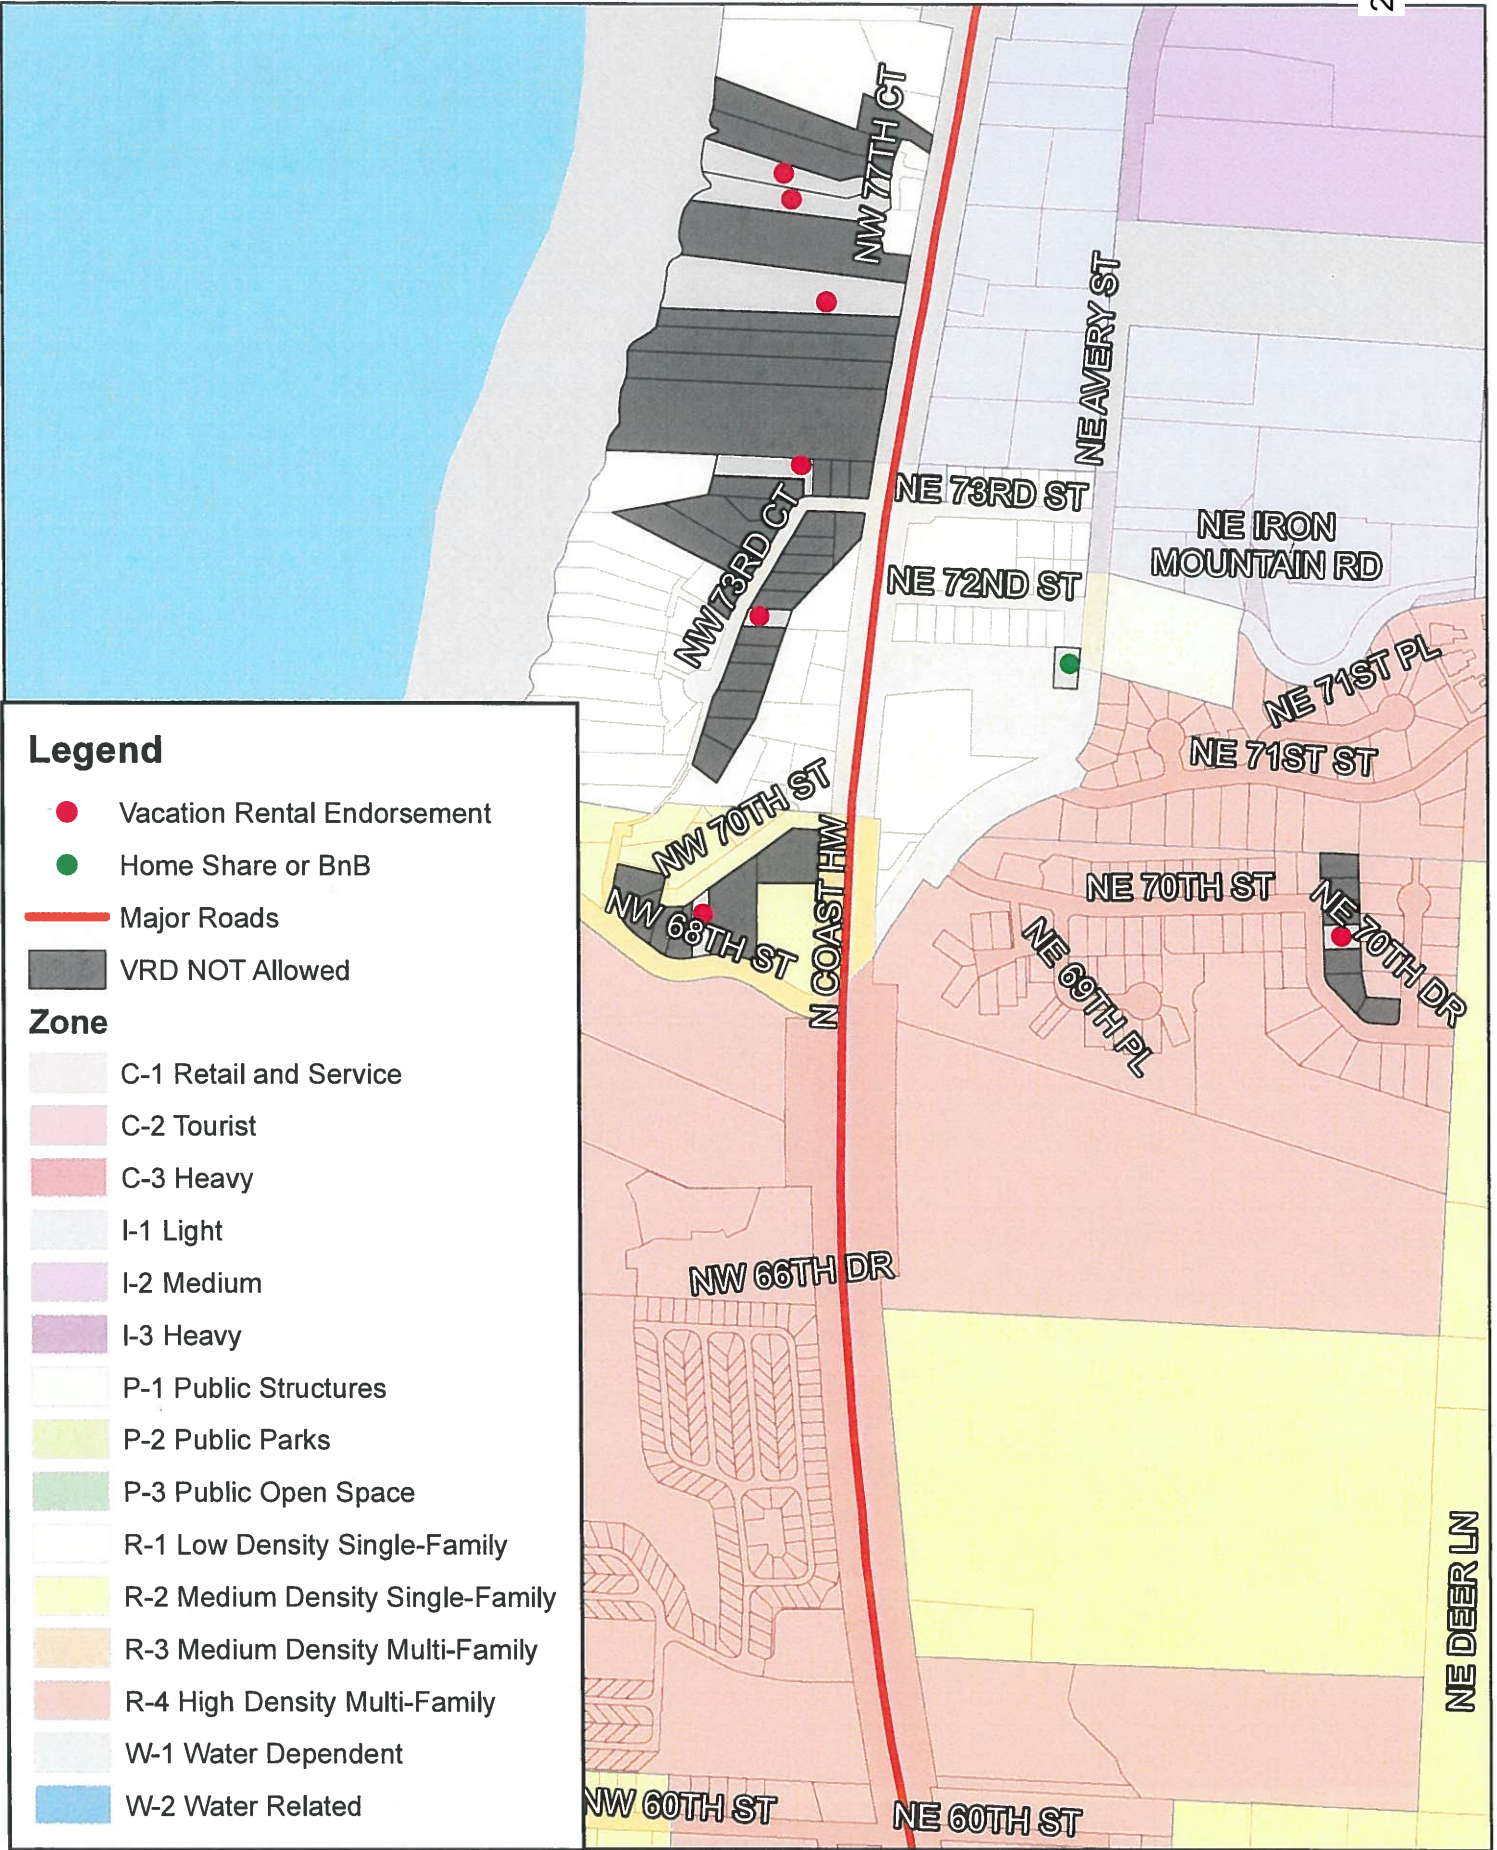 2
NW 77TH CT
NE AVERY ST
NE 73RD ST
NE IRON
MOUNTAIN RD
NW 73RD CT
NE 72ND ST
NE 71ST PL
NE 71ST ST
NW 70TH ST
NE 70TH ST
NW 68TH ST
N COAST HW
NE 69TH PL
NE 70TH DR
NW 66TH DR
NE DEER LN
NW 60TH ST
NE 60TH ST
Legend
Vacation Rental Endorsement
Home Share or BnB
Major Roads
VRD NOT Allowed
Zone
C-1 Retail and Service
C-2 Tourist
C-3 Heavy
I-1 Light
I-2 Medium
I-3 Heavy
P-1 Public Structures
P-2 Public Parks
P-3 Public Open Space
R-1 Low Density Single-Family
R-2 Medium Density Single-Family
R-3 Medium Density Multi-Family
R-4 High Density Multi-Family
W-1 Water Dependent
W-2 Water Related